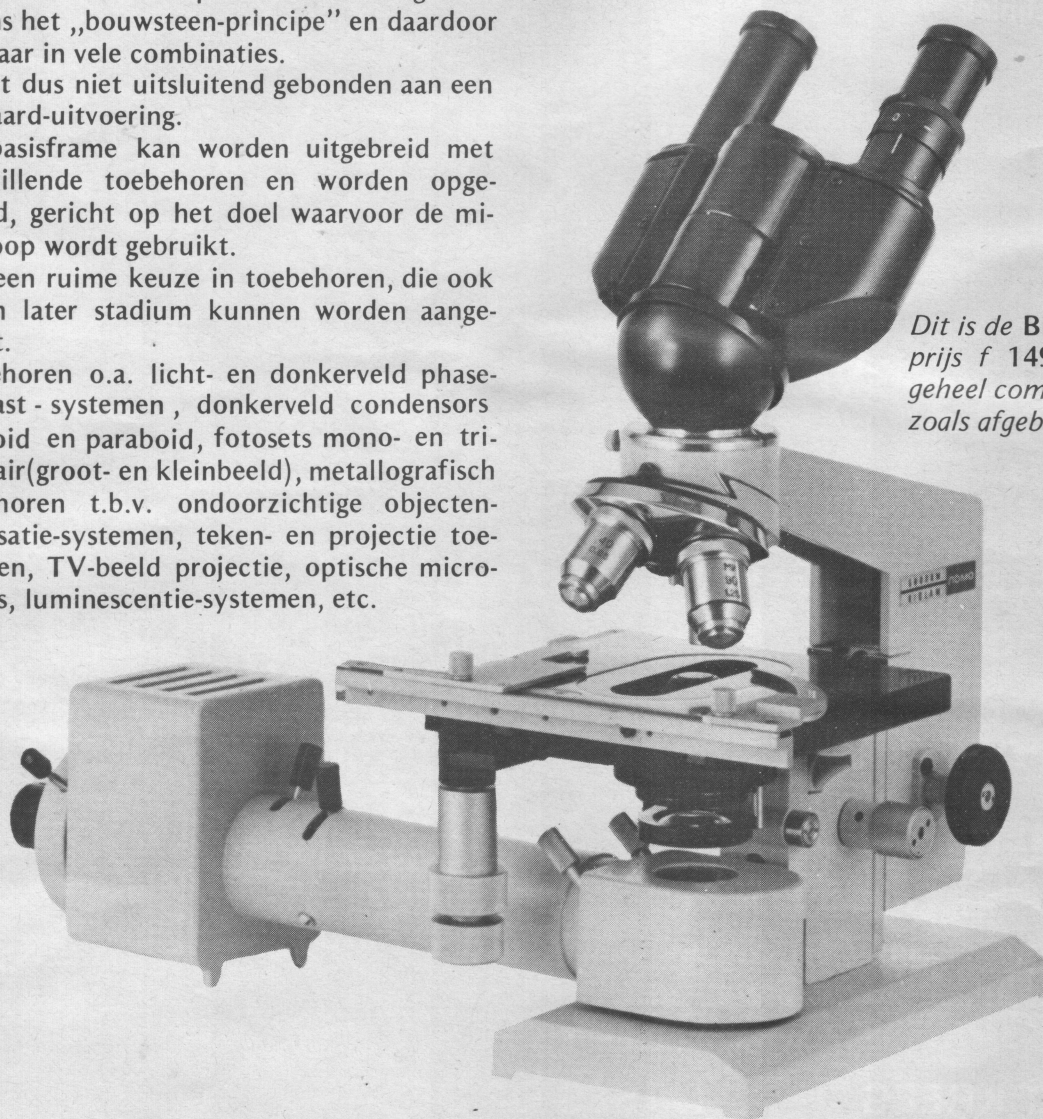 het „bouwsteen-principe” en daardoor
in vele combinaties.
dus niet uitsluitend gebonden aan een
aard-uitvoering.
basisframe kan worden uitgebreid met
illende toebehoren en worden opge-
gericht op het doel waarvoor de mi-
oop wordt gebruikt.
een ruime keuze in toebehoren, die ook
later stadium kunnen worden aange-
horen o.a. licht- en donkerveld phase-
ast - systemen , donkerveld condensors
oid en paraboid, fotosets mono- en tri-
air(groot- en kleinbeeld), metallografisch
horen t.b.v. ondoorzichtige objecten-
satie-systemen, teken- en projectie toe-
en, TV-beeld projectie, optische micro-
s, luminescentie-systemen, etc.
Dit is de B
prijs f 149
geheel com
zoals afgeb
BIOLAM